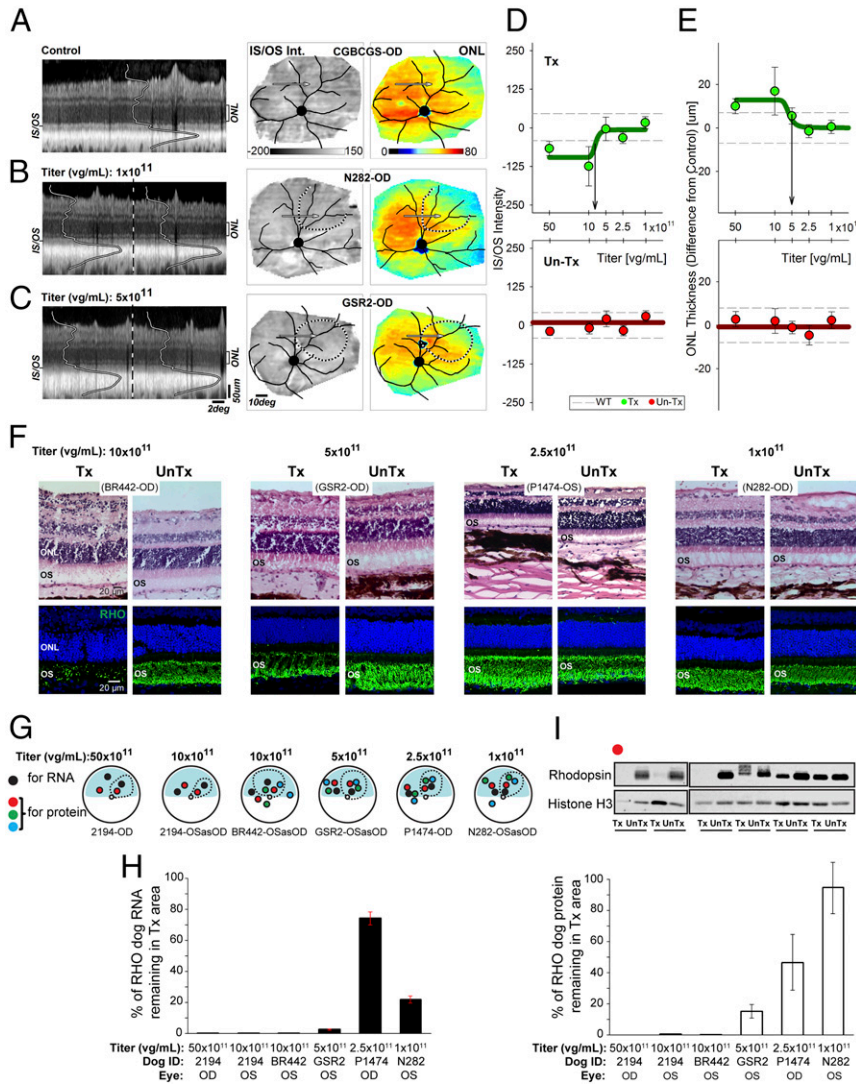 A
Control
IS/OS
ONL
IS/OS Int. CGBCGS-OD ONL
-200 150 0 80
B
Titer (vg/mL): 1x10¹¹
IS/OS
ONL
N282-OD
C
Titer (vg/mL): 5x10¹¹
IS/OS
ONL
50um
2deg
GSR2-OD
10deg
D
Tx
250
125
0
-125
-250
50 10 5 2.5 1x10¹¹
IS/OS Intensity
Titer [vg/mL]
Un-Tx
250
125
0
-125
-250
WT Tx Un-Tx
E
20
0
-20
50 10 5 2.5 1x10¹¹
ONL Thickness (Difference from Control) [um]
Titer [vg/mL]
20
0
-20
F
Titer (vg/mL): 10x10¹¹ 5x10¹¹ 2.5x10¹¹ 1x10¹¹
Tx UnTx Tx UnTx Tx UnTx Tx UnTx
(BR442-OD) (GSR2-OD) (P1474-OS) (N282-OD)
ONL
OS OS OS OS
20 µm
RHO
ONL
OS OS OS OS
20 µm
G
Titer (vg/mL):50x10¹¹ 10x10¹¹ 10x10¹¹ 5x10¹¹ 2.5x10¹¹ 1x10¹¹
for RNA
for protein
2194-OD 2194-OSasOD BR442-OSasOD GSR2-OSasOD P1474-OD N282-OSasOD
I
Rhodopsin
Histone H3
Tx UnTx Tx UnTx Tx UnTx Tx UnTx Tx UnTx Tx UnTx
H
% of RHO dog RNA
remaining in Tx area
100
80
60
40
20
0
Titer (vg/mL): 50x10¹¹ 10x10¹¹ 10x10¹¹ 5x10¹¹ 2.5x10¹¹ 1x10¹¹
Dog ID: 2194 2194 BR442 GSR2 P1474 N282
Eye: OD OS OS OS OD OS
% of RHO dog protein
remaining in Tx area
100
80
60
40
20
0
Titer (vg/mL): 50x10¹¹ 10x10¹¹ 10x10¹¹ 5x10¹¹ 2.5x10¹¹ 1x10¹¹
Dog ID: 2194 2194 BR442 GSR2 P1474 N282
Eye: OD OS OS OS OD OS